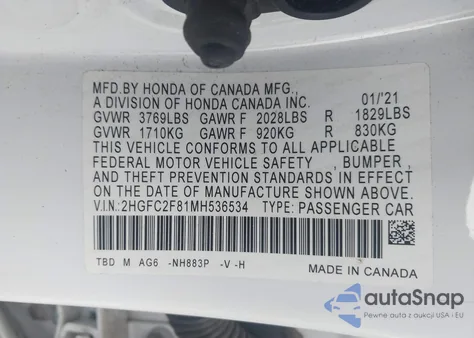 MFD.BY HONDA OF CANADA MFG.,
A DIVISION OF HONDA CANADA INC. 01/'21
GVWR 3769LBS GAWR F 2028LBS R 1829LBS
GVWR 1710KG GAWR F 920KG R 830KG
THIS VEHICLE CONFORMS TO ALL APPLICABLE
FEDERAL MOTOR VEHICLE SAFETY , BUMPER ,
AND THEFT PREVENTION STANDARDS IN EFFECT
ON THE DATE OF MANUFACTURE SHOWN ABOVE.
V.I.N: 2HGFC2F81MH536534 TYPE: PASSENGER CAR
TBD M AG6 -NH883P -V -H
MADE IN CANADA
autoSnap
Pewne auta z dowozem pod dom